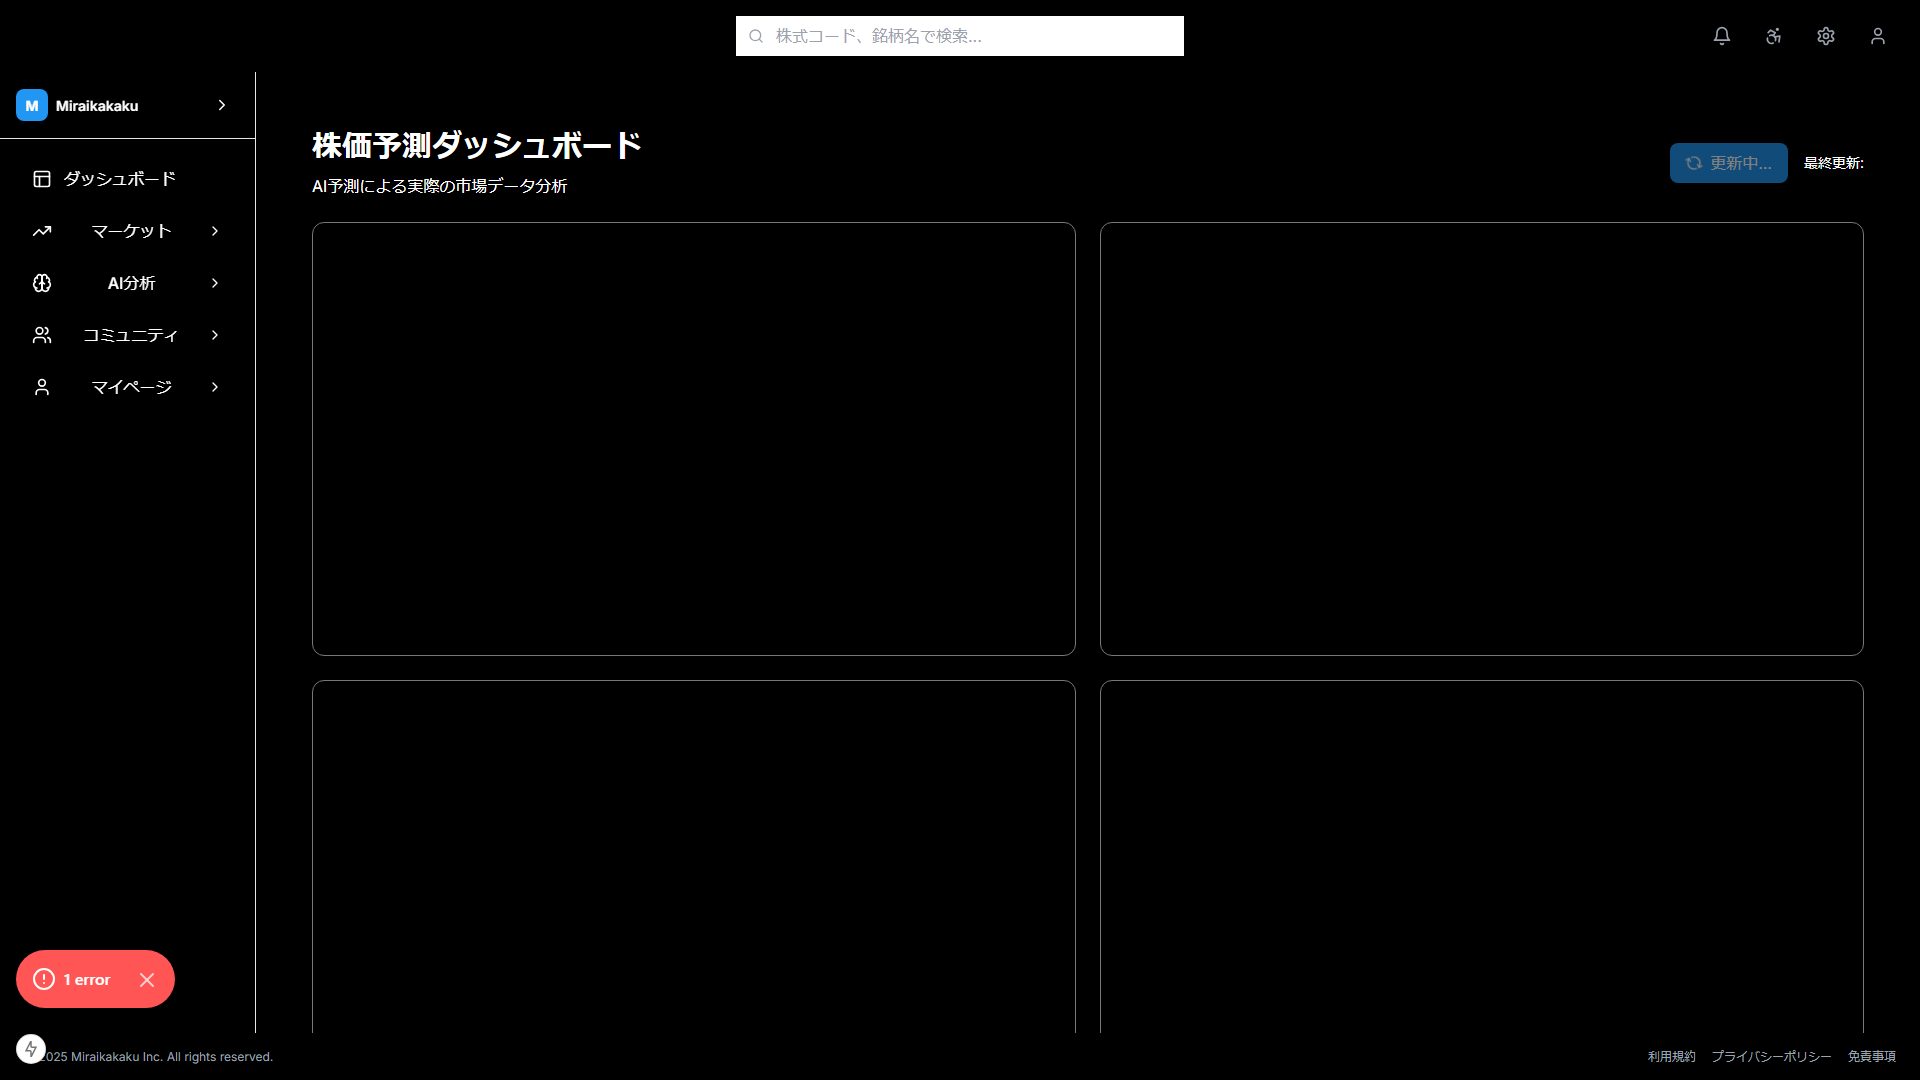 株式コード、銘柄名で検索...
M Miraikakaku
ダッシュボード
マーケット
AI分析
コミュニティ
マイページ
株価予測ダッシュボード
AI予測による実際の市場データ分析
更新中...
最終更新:
1 error
2025 Miraikakaku Inc. All rights reserved.
利用規約 プライバシーポリシー 免責事項